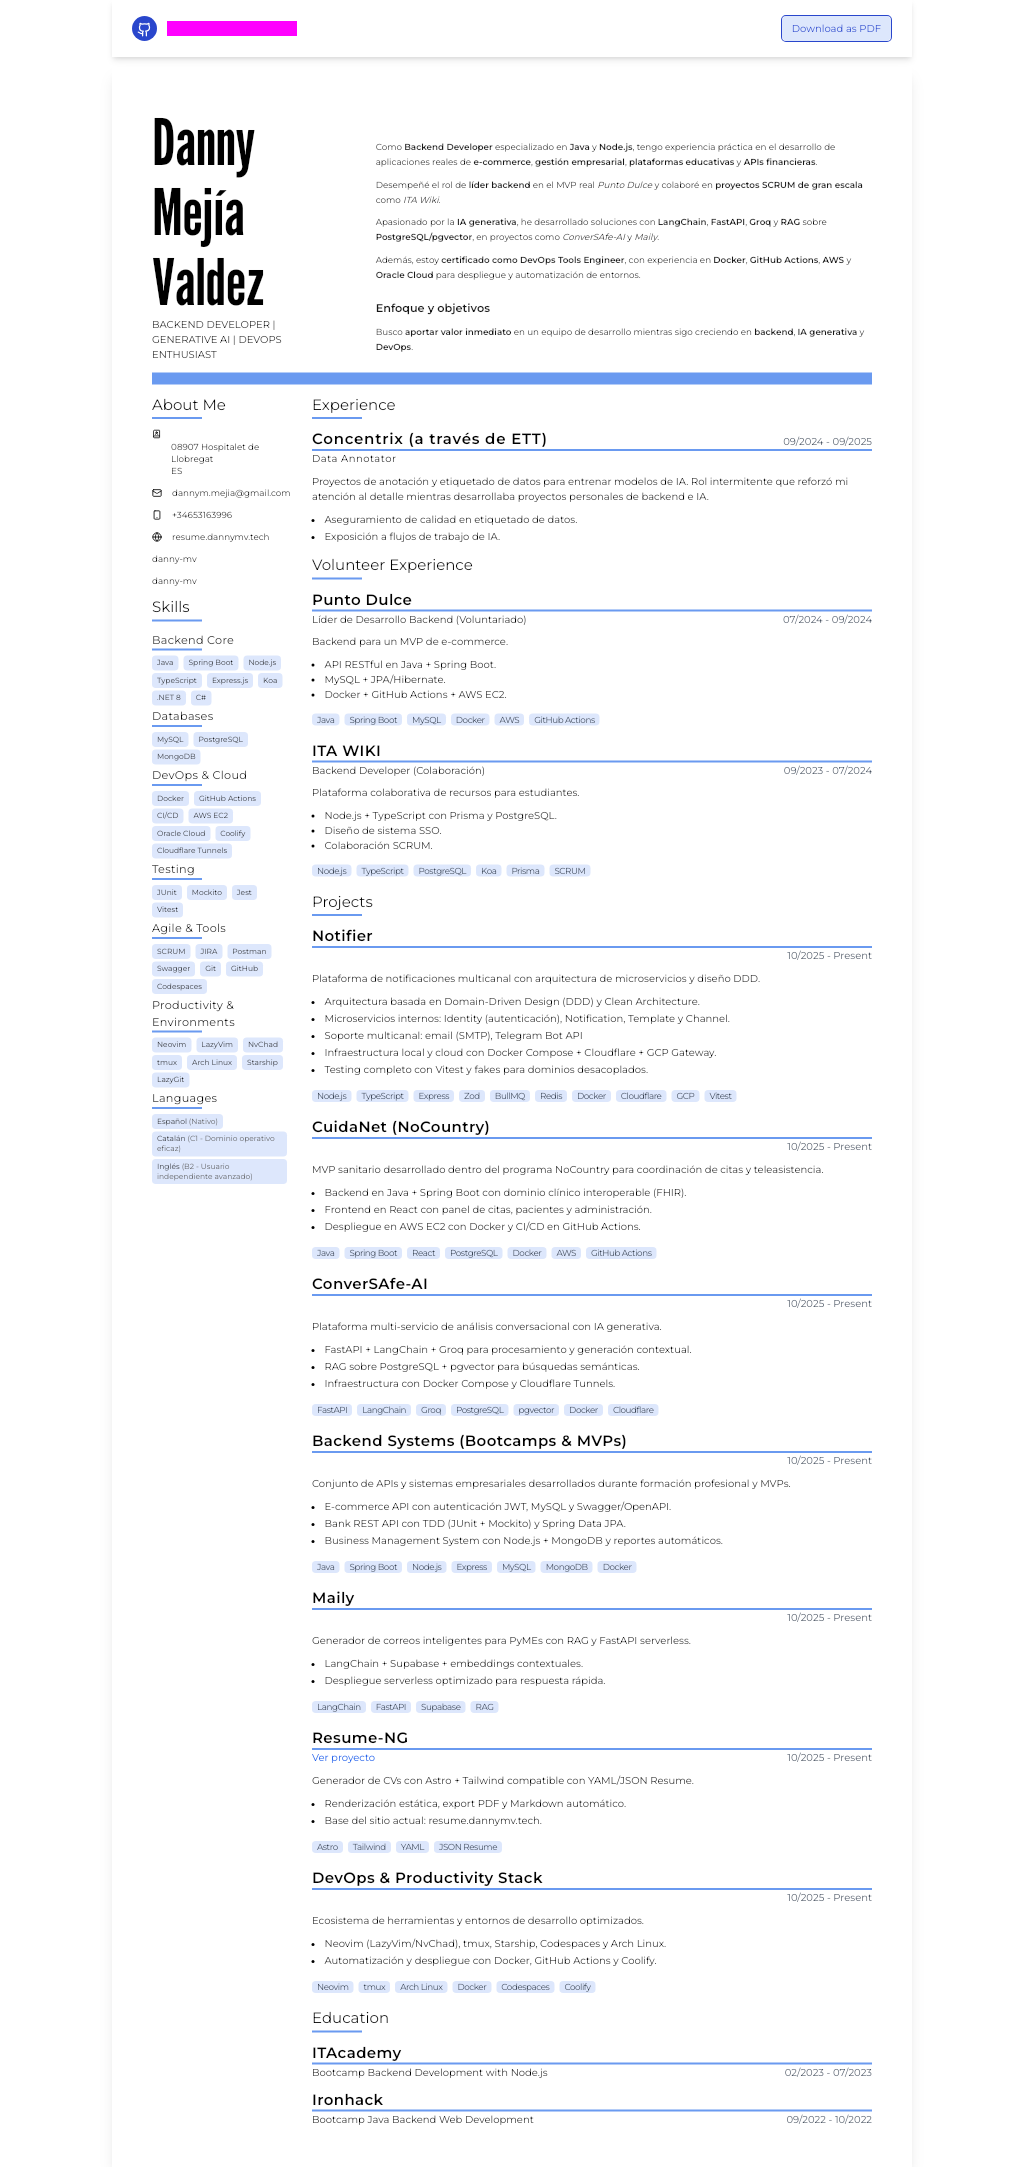 Download as PDF
Danny
Mejía
Valdez
BACKEND DEVELOPER |
GENERATIVE AI | DEVOPS
ENTHUSIAST
Como Backend Developer especializado en Java y Node.js, tengo experiencia práctica en el desarrollo de
aplicaciones reales de e-commerce, gestión empresarial, plataformas educativas y APIs financieras.
Desempeñé el rol de líder backend en el MVP real Punto Dulce y colaboré en proyectos SCRUM de gran escala
como ITA Wiki.
Apasionado por la IA generativa, he desarrollado soluciones con LangChain, FastAPI, Groq y RAG sobre
PostgreSQL/pgvector, en proyectos como ConverSAfe-AI y Maily.
Además, estoy certificado como DevOps Tools Engineer, con experiencia en Docker, GitHub Actions, AWS y
Oracle Cloud para despliegue y automatización de entornos.
Enfoque y objetivos
Busco aportar valor inmediato en un equipo de desarrollo mientras sigo creciendo en backend, IA generativa y
DevOps.
About Me
08907 Hospitalet de
Llobregat
ES
dannym.mejia@gmail.com
+34653163996
resume.dannymv.tech
danny-mv
danny-mv
Skills
Backend Core
Java Spring Boot Node.js
TypeScript Express.js Koa
.NET 8 C#
Databases
MySQL PostgreSQL
MongoDB
DevOps & Cloud
Docker GitHub Actions
CI/CD AWS EC2
Oracle Cloud Coolify
Cloudflare Tunnels
Testing
JUnit Mockito Jest
Vitest
Agile & Tools
SCRUM JIRA Postman
Swagger Git GitHub
Codespaces
Productivity &
Environments
Neovim LazyVim NvChad
tmux Arch Linux Starship
LazyGit
Languages
Español (Nativo)
Catalán (C1 - Dominio operativo
eficaz)
Inglés (B2 - Usuario
independiente avanzado)
Experience
Concentrix (a través de ETT) 09/2024 - 09/2025
Data Annotator
Proyectos de anotación y etiquetado de datos para entrenar modelos de IA. Rol intermitente que reforzó mi
atención al detalle mientras desarrollaba proyectos personales de backend e IA.
• Aseguramiento de calidad en etiquetado de datos.
• Exposición a flujos de trabajo de IA.
Volunteer Experience
Punto Dulce
Líder de Desarrollo Backend (Voluntariado) 07/2024 - 09/2024
Backend para un MVP de e-commerce.
• API RESTful en Java + Spring Boot.
• MySQL + JPA/Hibernate.
• Docker + GitHub Actions + AWS EC2.
Java Spring Boot MySQL Docker AWS GitHub Actions
ITA WIKI
Backend Developer (Colaboración) 09/2023 - 07/2024
Plataforma colaborativa de recursos para estudiantes.
• Node.js + TypeScript con Prisma y PostgreSQL.
• Diseño de sistema SSO.
• Colaboración SCRUM.
Node.js TypeScript PostgreSQL Koa Prisma SCRUM
Projects
Notifier
10/2025 - Present
Plataforma de notificaciones multicanal con arquitectura de microservicios y diseño DDD.
• Arquitectura basada en Domain-Driven Design (DDD) y Clean Architecture.
• Microservicios internos: Identity (autenticación), Notification, Template y Channel.
• Soporte multicanal: email (SMTP), Telegram Bot API
• Infraestructura local y cloud con Docker Compose + Cloudflare + GCP Gateway.
• Testing completo con Vitest y fakes para dominios desacoplados.
Node.js TypeScript Express Zod BullMQ Redis Docker Cloudflare GCP Vitest
CuidaNet (NoCountry)
10/2025 - Present
MVP sanitario desarrollado dentro del programa NoCountry para coordinación de citas y teleasistencia.
• Backend en Java + Spring Boot con dominio clínico interoperable (FHIR).
• Frontend en React con panel de citas, pacientes y administración.
• Despliegue en AWS EC2 con Docker y CI/CD en GitHub Actions.
Java Spring Boot React PostgreSQL Docker AWS GitHub Actions
ConverSAfe-AI
10/2025 - Present
Plataforma multi-servicio de análisis conversacional con IA generativa.
• FastAPI + LangChain + Groq para procesamiento y generación contextual.
• RAG sobre PostgreSQL + pgvector para búsquedas semánticas.
• Infraestructura con Docker Compose y Cloudflare Tunnels.
FastAPI LangChain Groq PostgreSQL pgvector Docker Cloudflare
Backend Systems (Bootcamps & MVPs)
10/2025 - Present
Conjunto de APIs y sistemas empresariales desarrollados durante formación profesional y MVPs.
• E-commerce API con autenticación JWT, MySQL y Swagger/OpenAPI.
• Bank REST API con TDD (JUnit + Mockito) y Spring Data JPA.
• Business Management System con Node.js + MongoDB y reportes automáticos.
Java Spring Boot Node.js Express MySQL MongoDB Docker
Maily
10/2025 - Present
Generador de correos inteligentes para PyMEs con RAG y FastAPI serverless.
• LangChain + Supabase + embeddings contextuales.
• Despliegue serverless optimizado para respuesta rápida.
LangChain FastAPI Supabase RAG
Resume-NG
Ver proyecto 10/2025 - Present
Generador de CVs con Astro + Tailwind compatible con YAML/JSON Resume.
• Renderización estática, export PDF y Markdown automático.
• Base del sitio actual: resume.dannymv.tech.
Astro Tailwind YAML JSON Resume
DevOps & Productivity Stack
10/2025 - Present
Ecosistema de herramientas y entornos de desarrollo optimizados.
• Neovim (LazyVim/NvChad), tmux, Starship, Codespaces y Arch Linux.
• Automatización y despliegue con Docker, GitHub Actions y Coolify.
Neovim tmux Arch Linux Docker Codespaces Coolify
Education
ITAcademy
Bootcamp Backend Development with Node.js 02/2023 - 07/2023
Ironhack
Bootcamp Java Backend Web Development 09/2022 - 10/2022